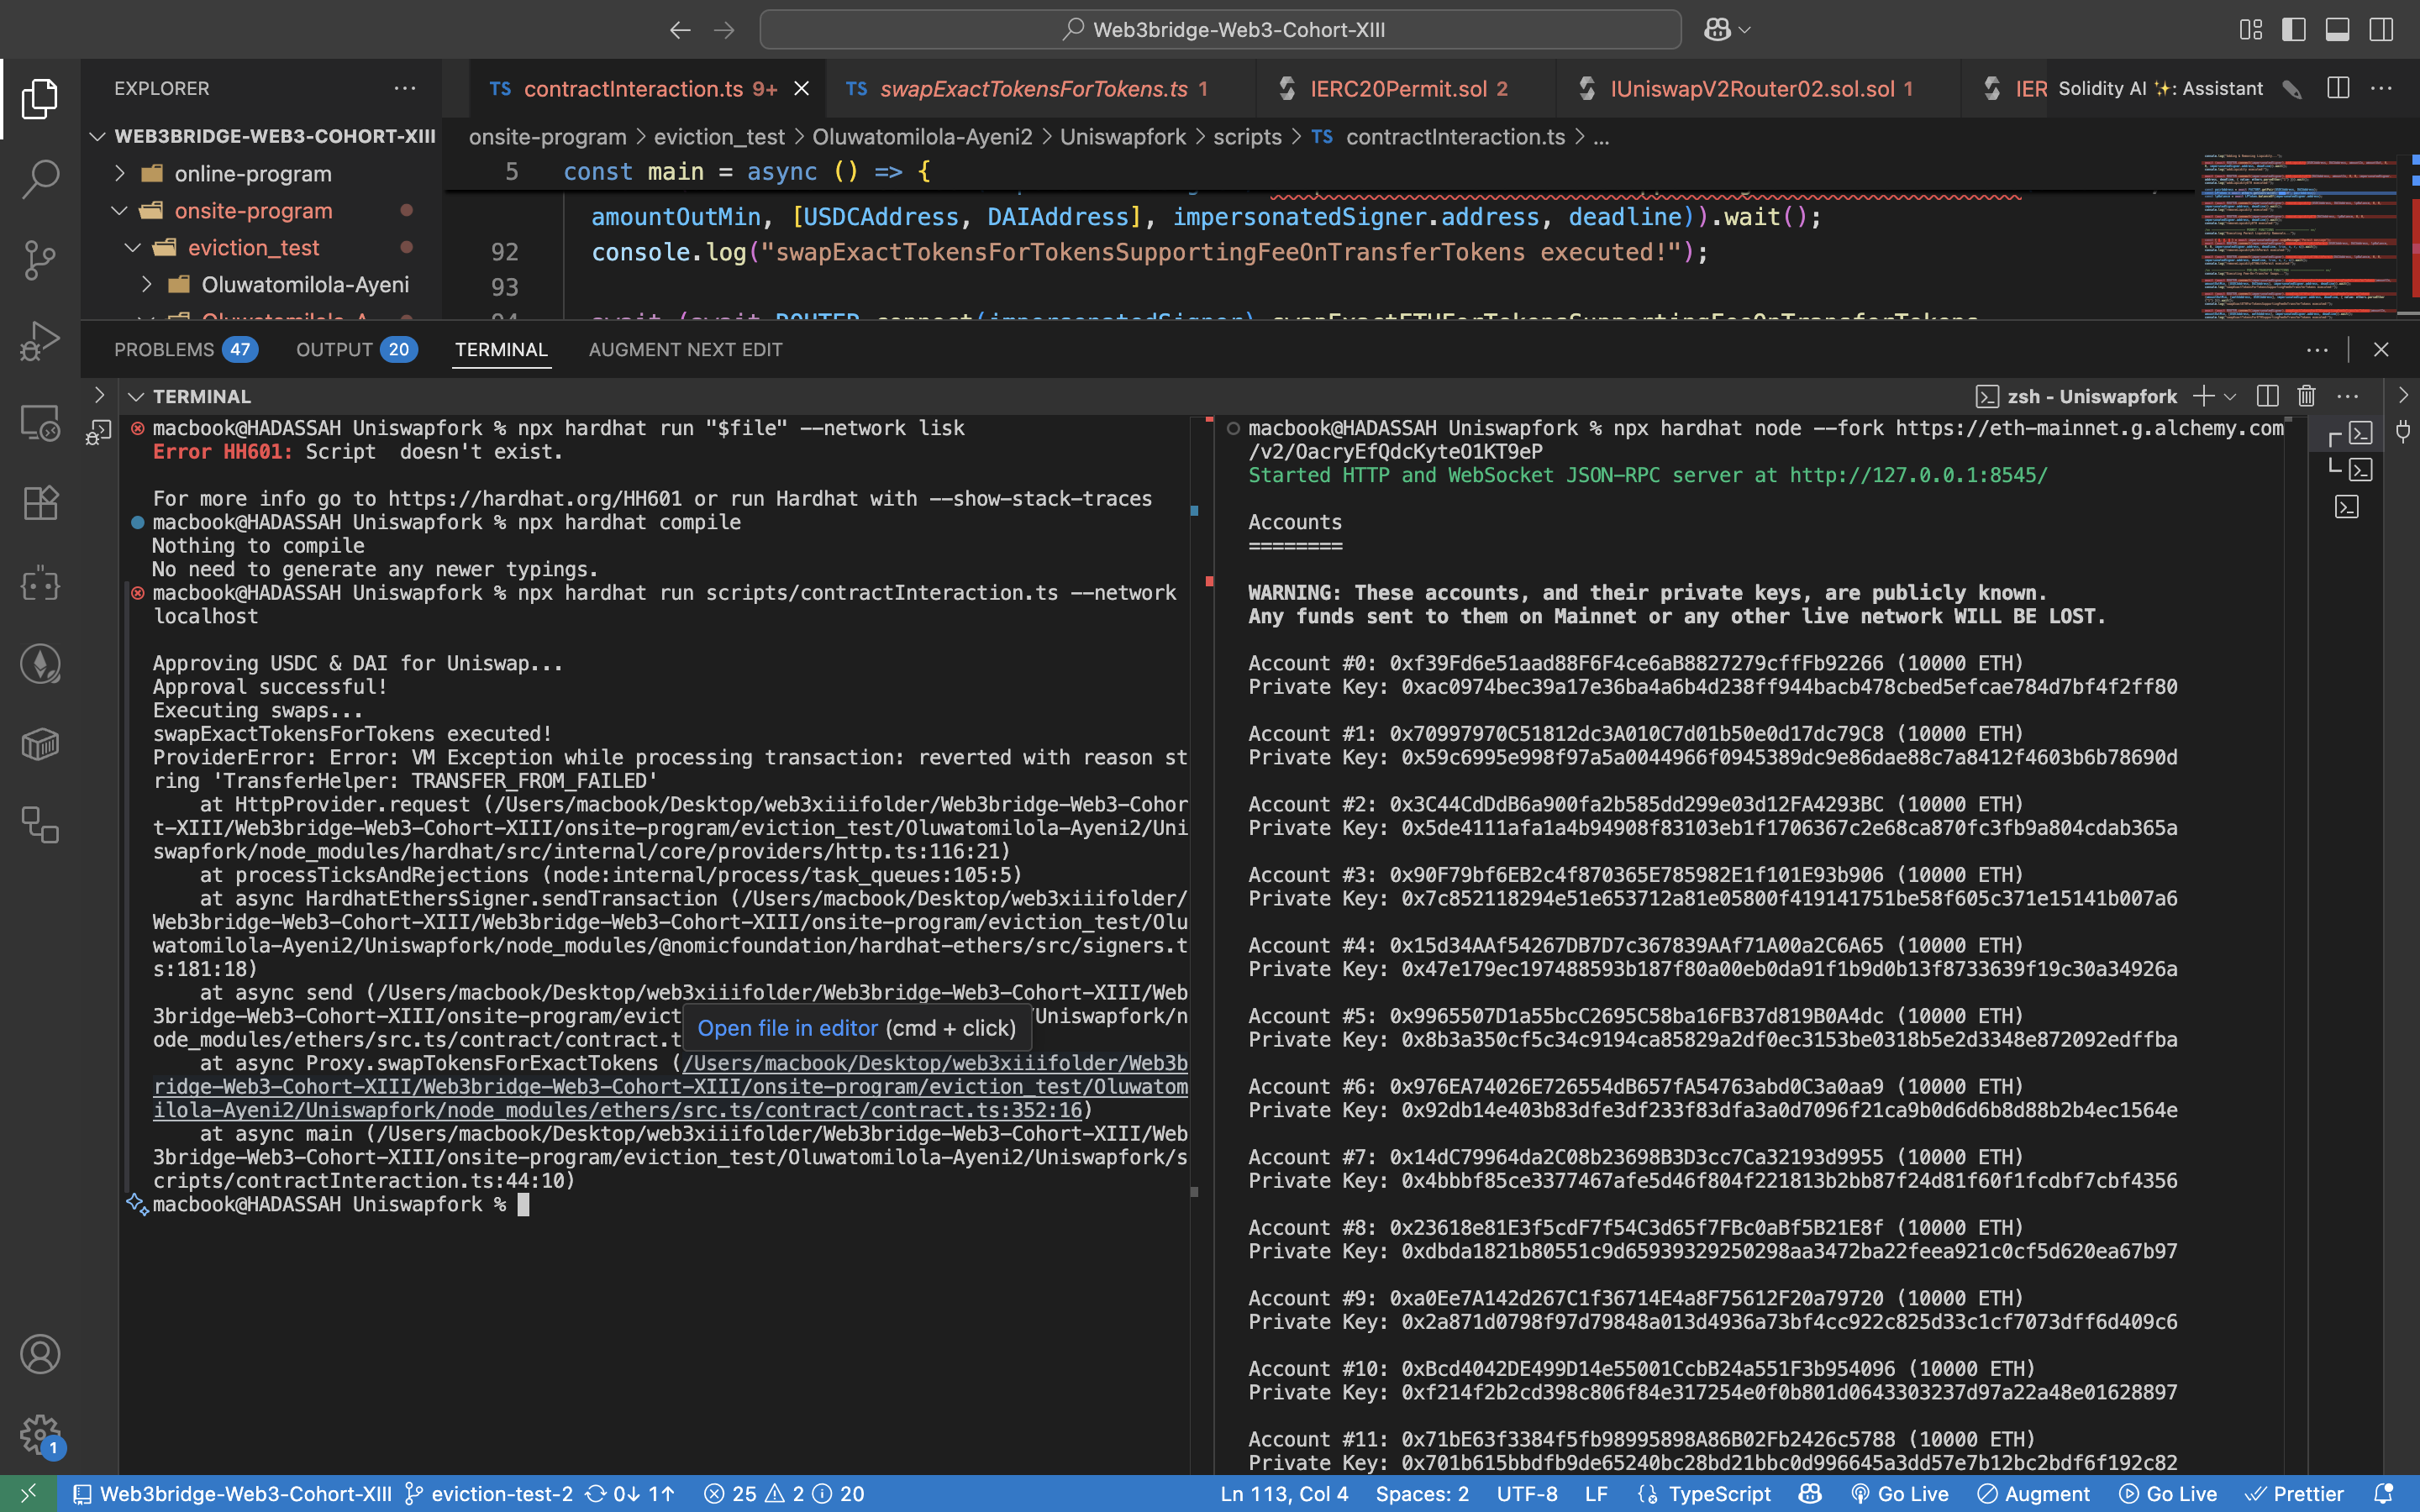 Web3bridge-Web3-Cohort-XIII
EXPLORER
TS contractInteraction.ts 9+
TS swapExactTokensForTokens.ts 1
IERC20Permit.sol 2
IUniswapV2Router02.sol.sol 1
IER
Solidity AI ✨: Assistant
WEB3BRIDGE-WEB3-COHORT-XIII
online-program
onsite-program
eviction_test
Oluwatomilola-Ayeni
onsite-program > eviction_test > Oluwatomilola-Ayeni2 > Uniswapfork > scripts > TS contractInteraction.ts > ...
5 const main = async () => {
amountOutMin, [USDCAddress, DAIAddress], impersonatedSigner.address, deadline)).wait();
92 console.log("swapExactTokensForTokensSupportingFeeOnTransferTokens executed!");
93
PROBLEMS 47 OUTPUT 20 TERMINAL AUGMENT NEXT EDIT
TERMINAL
zsh - Uniswapfork
macbook@HADASSAH Uniswapfork % npx hardhat run "$file" --network lisk
Error HH601: Script  doesn't exist.
For more info go to https://hardhat.org/HH601 or run Hardhat with --show-stack-traces
macbook@HADASSAH Uniswapfork % npx hardhat compile
Nothing to compile
No need to generate any newer typings.
macbook@HADASSAH Uniswapfork % npx hardhat run scripts/contractInteraction.ts --network
localhost
Approving USDC & DAI for Uniswap...
Approval successful!
Executing swaps...
swapExactTokensForTokens executed!
ProviderError: Error: VM Exception while processing transaction: reverted with reason st
ring 'TransferHelper: TRANSFER_FROM_FAILED'
at HttpProvider.request (/Users/macbook/Desktop/web3xiiifolder/Web3bridge-Web3-Cohor
t-XIII/Web3bridge-Web3-Cohort-XIII/onsite-program/eviction_test/Oluwatomilola-Ayeni2/Uni
swapfork/node_modules/hardhat/src/internal/core/providers/http.ts:116:21)
at processTicksAndRejections (node:internal/process/task_queues:105:5)
at async HardhatEthersSigner.sendTransaction (/Users/macbook/Desktop/web3xiiifolder/
Web3bridge-Web3-Cohort-XIII/Web3bridge-Web3-Cohort-XIII/onsite-program/eviction_test/Olu
watomilola-Ayeni2/Uniswapfork/node_modules/@nomicfoundation/hardhat-ethers/src/signers.t
s:181:18)
at async send (/Users/macbook/Desktop/web3xiiifolder/Web3bridge-Web3-Cohort-XIII/Web
3bridge-Web3-Cohort-XIII/onsite-program/evict
Open file in editor (cmd + click)
/Uniswapfork/n
ode_modules/ethers/src.ts/contract/contract.t
at async Proxy.swapTokensForExactTokens (/Users/macbook/Desktop/web3xiiifolder/Web3b
ridge-Web3-Cohort-XIII/Web3bridge-Web3-Cohort-XIII/onsite-program/eviction_test/Oluwatom
ilola-Ayeni2/Uniswapfork/node_modules/ethers/src.ts/contract/contract.ts:352:16)
at async main (/Users/macbook/Desktop/web3xiiifolder/Web3bridge-Web3-Cohort-XIII/Web
3bridge-Web3-Cohort-XIII/onsite-program/eviction_test/Oluwatomilola-Ayeni2/Uniswapfork/s
cripts/contractInteraction.ts:44:10)
macbook@HADASSAH Uniswapfork %
macbook@HADASSAH Uniswapfork % npx hardhat node --fork https://eth-mainnet.g.alchemy.com
/v2/OacryEfQdcKyteO1KT9eP
Started HTTP and WebSocket JSON-RPC server at http://127.0.0.1:8545/
Accounts
========
WARNING: These accounts, and their private keys, are publicly known.
Any funds sent to them on Mainnet or any other live network WILL BE LOST.
Account #0: 0xf39Fd6e51aad88F6F4ce6aB8827279cffFb92266 (10000 ETH)
Private Key: 0xac0974bec39a17e36ba4a6b4d238ff944bacb478cbed5efcae784d7bf4f2ff80
Account #1: 0x70997970C51812dc3A010C7d01b50e0d17dc79C8 (10000 ETH)
Private Key: 0x59c6995e998f97a5a0044966f0945389dc9e86dae88c7a8412f4603b6b78690d
Account #2: 0x3C44CdDdB6a900fa2b585dd299e03d12FA4293BC (10000 ETH)
Private Key: 0x5de4111afa1a4b94908f83103eb1f1706367c2e68ca870fc3fb9a804cdab365a
Account #3: 0x90F79bf6EB2c4f870365E785982E1f101E93b906 (10000 ETH)
Private Key: 0x7c852118294e51e653712a81e05800f419141751be58f605c371e15141b007a6
Account #4: 0x15d34AAf54267DB7D7c367839AAf71A00a2C6A65 (10000 ETH)
Private Key: 0x47e179ec197488593b187f80a00eb0da91f1b9d0b13f8733639f19c30a34926a
Account #5: 0x9965507D1a55bcC2695C58ba16FB37d819B0A4dc (10000 ETH)
Private Key: 0x8b3a350cf5c34c9194ca85829a2df0ec3153be0318b5e2d3348e872092edffba
Account #6: 0x976EA74026E726554dB657fA54763abd0C3a0aa9 (10000 ETH)
Private Key: 0x92db14e403b83dfe3df233f83dfa3a0d7096f21ca9b0d6d6b8d88b2b4ec1564e
Account #7: 0x14dC79964da2C08b23698B3D3cc7Ca32193d9955 (10000 ETH)
Private Key: 0x4bbbf85ce3377467afe5d46f804f221813b2bb87f24d81f60f1fcdbf7cbf4356
Account #8: 0x23618e81E3f5cdF7f54C3d65f7FBc0aBf5B21E8f (10000 ETH)
Private Key: 0xdbda1821b80551c9d65939329250298aa3472ba22feea921c0cf5d620ea67b97
Account #9: 0xa0Ee7A142d267C1f36714E4a8F75612F20a79720 (10000 ETH)
Private Key: 0x2a871d0798f97d79848a013d4936a73bf4cc922c825d33c1cf7073dff6d409c6
Account #10: 0xBcd4042DE499D14e55001CcbB24a551F3b954096 (10000 ETH)
Private Key: 0xf214f2b2cd398c806f84e317254e0f0b801d0643303237d97a22a48e01628897
Account #11: 0x71bE63f3384f5fb98995898A86B02Fb2426c5788 (10000 ETH)
Private Key: 0x701b615bbdfb9de65240bc28bd21bbc0d996645a3dd57e7b12bc2bdf6f192c82
1
Web3bridge-Web3-Cohort-XIII eviction-test-2 0↓ 1↑ 25 2 20
Ln 113, Col 4 Spaces: 2 UTF-8 LF TypeScript Go Live Augment Go Live Prettier